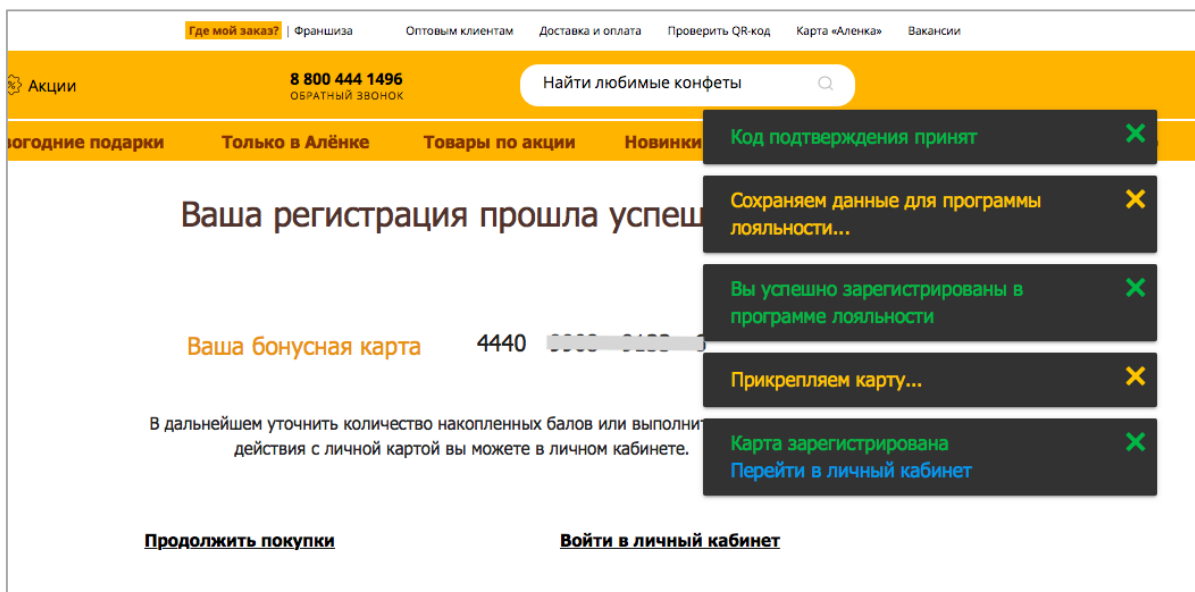 Где мой заказ? | Франшиза Оптовым клиентам Доставка и оплата Проверить QR-код Карта «Аленка» Вакансии
Акции
8 800 444 1496
ОБРАТНЫЙ ЗВОНОК
Найти любимые конфеты
вогодние подарки Только в Алёнке Товары по акции Новинки
Код подтверждения принят
Сохраняем данные для программы
лояльности...
Ваша регистрация прошла успеш
Вы успешно зарегистрированы в
программе лояльности
Ваша бонусная карта 4440
Прикрепляем карту...
В дальнейшем уточнить количество накопленных балов или выполнит
действия с личной картой вы можете в личном кабинете.
Карта зарегистрирована
Перейти в личный кабинет
Продолжить покупки Войти в личный кабинет